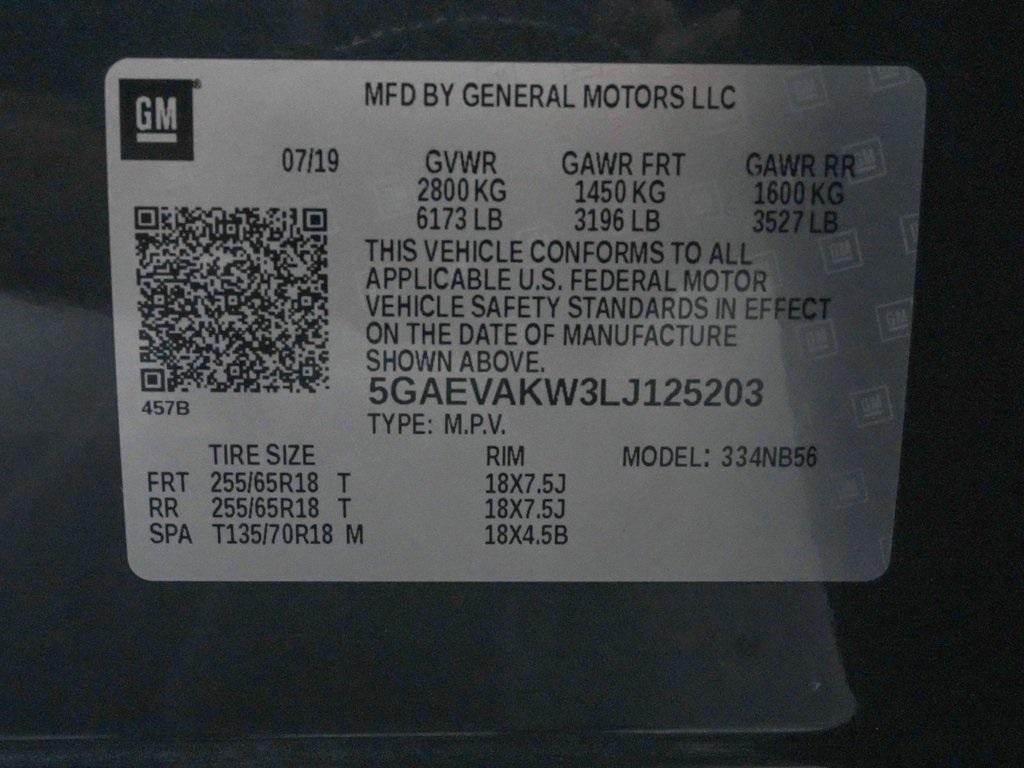 GM ®
MFD BY GENERAL MOTORS LLC
07/19 GVWR GAWR FRT GAWR RR
2800 KG 1450 KG 1600 KG
6173 LB 3196 LB 3527 LB
THIS VEHICLE CONFORMS TO ALL
APPLICABLE U.S. FEDERAL MOTOR
VEHICLE SAFETY STANDARDS IN EFFECT
ON THE DATE OF MANUFACTURE
SHOWN ABOVE.
457B
5GAEVAKW3LJ125203
TYPE: M.P.V.
TIRE SIZE RIM MODEL: 334NB56
FRT 255/65R18 T 18X7.5J
RR 255/65R18 T 18X7.5J
SPA T135/70R18 M 18X4.5B